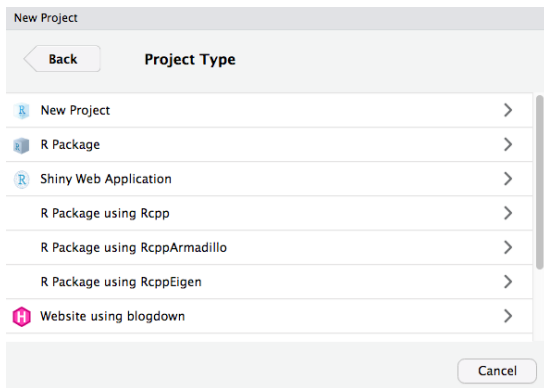 New Project
Back
Project Type
New Project
R Package
Shiny Web Application
R Package using Rcpp
R Package using RcppArmadillo
R Package using RcppEigen
Website using blogdown
Cancel